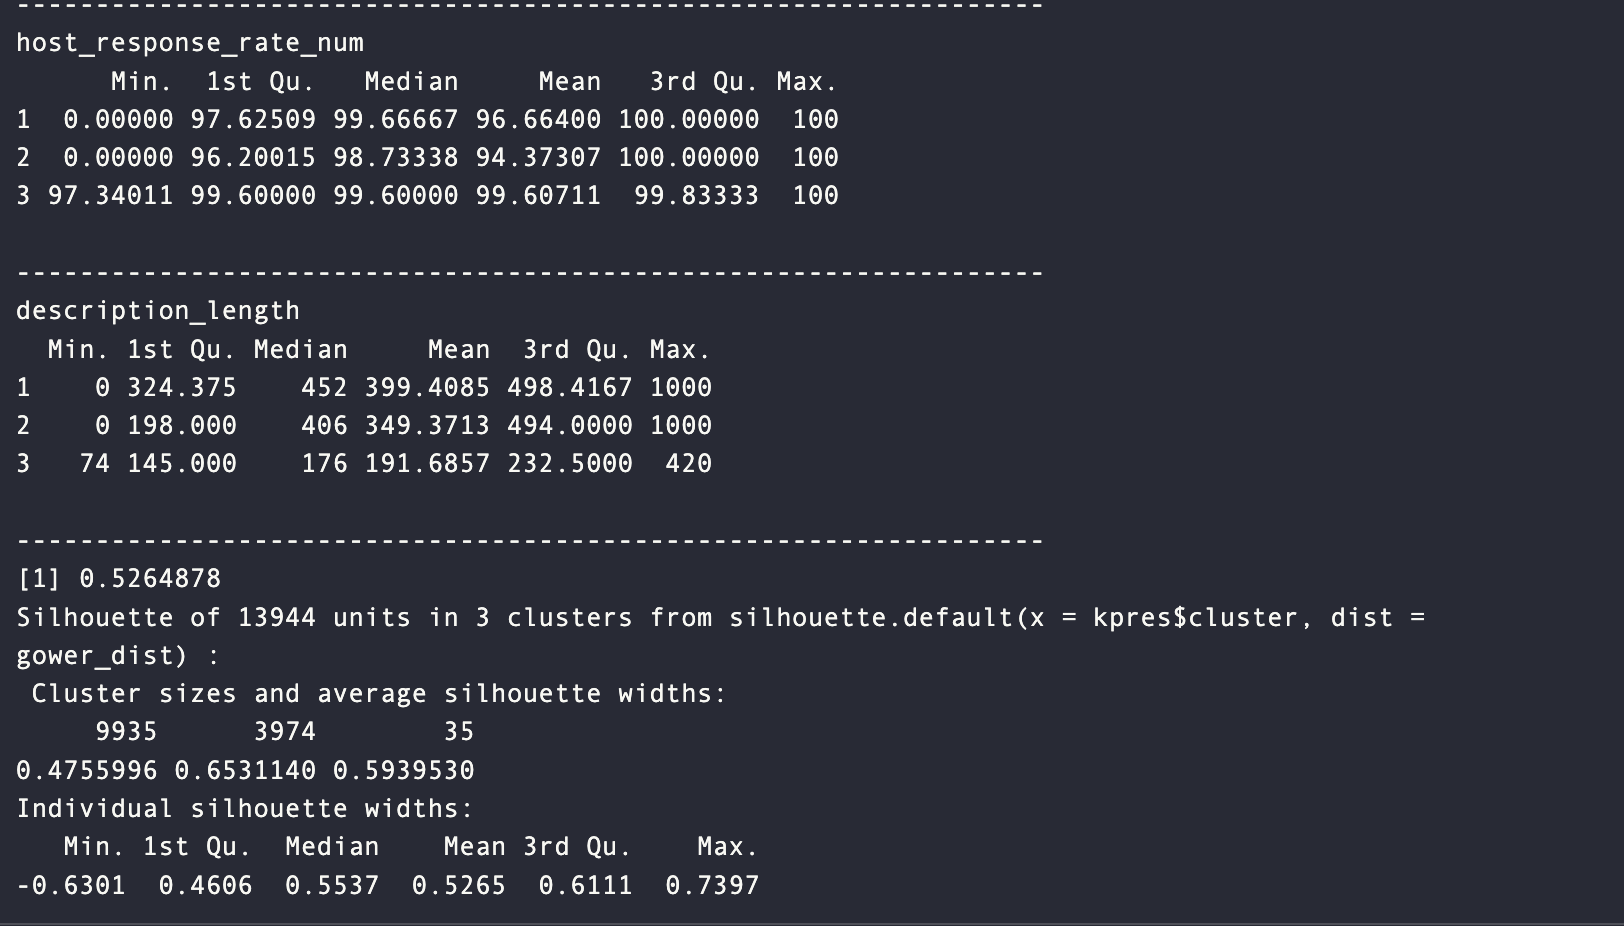 -----------------------------------------------------------------
host_response_rate_num
      Min.  1st Qu.   Median     Mean   3rd Qu. Max.
1  0.00000 97.62509 99.66667 96.66400 100.00000  100
2  0.00000 96.20015 98.73338 94.37307 100.00000  100
3 97.34011 99.60000 99.60000 99.60711  99.83333  100
-----------------------------------------------------------------
description_length
  Min. 1st Qu. Median     Mean  3rd Qu. Max.
1    0 324.375    452 399.4085 498.4167 1000
2    0 198.000    406 349.3713 494.0000 1000
3   74 145.000    176 191.6857 232.5000  420
-----------------------------------------------------------------
[1] 0.5264878
Silhouette of 13944 units in 3 clusters from silhouette.default(x = kpres$cluster, dist =
gower_dist) :
 Cluster sizes and average silhouette widths:
     9935      3974        35
0.4755996 0.6531140 0.5939530
Individual silhouette widths:
   Min. 1st Qu.  Median    Mean 3rd Qu.    Max.
-0.6301  0.4606  0.5537  0.5265  0.6111  0.7397